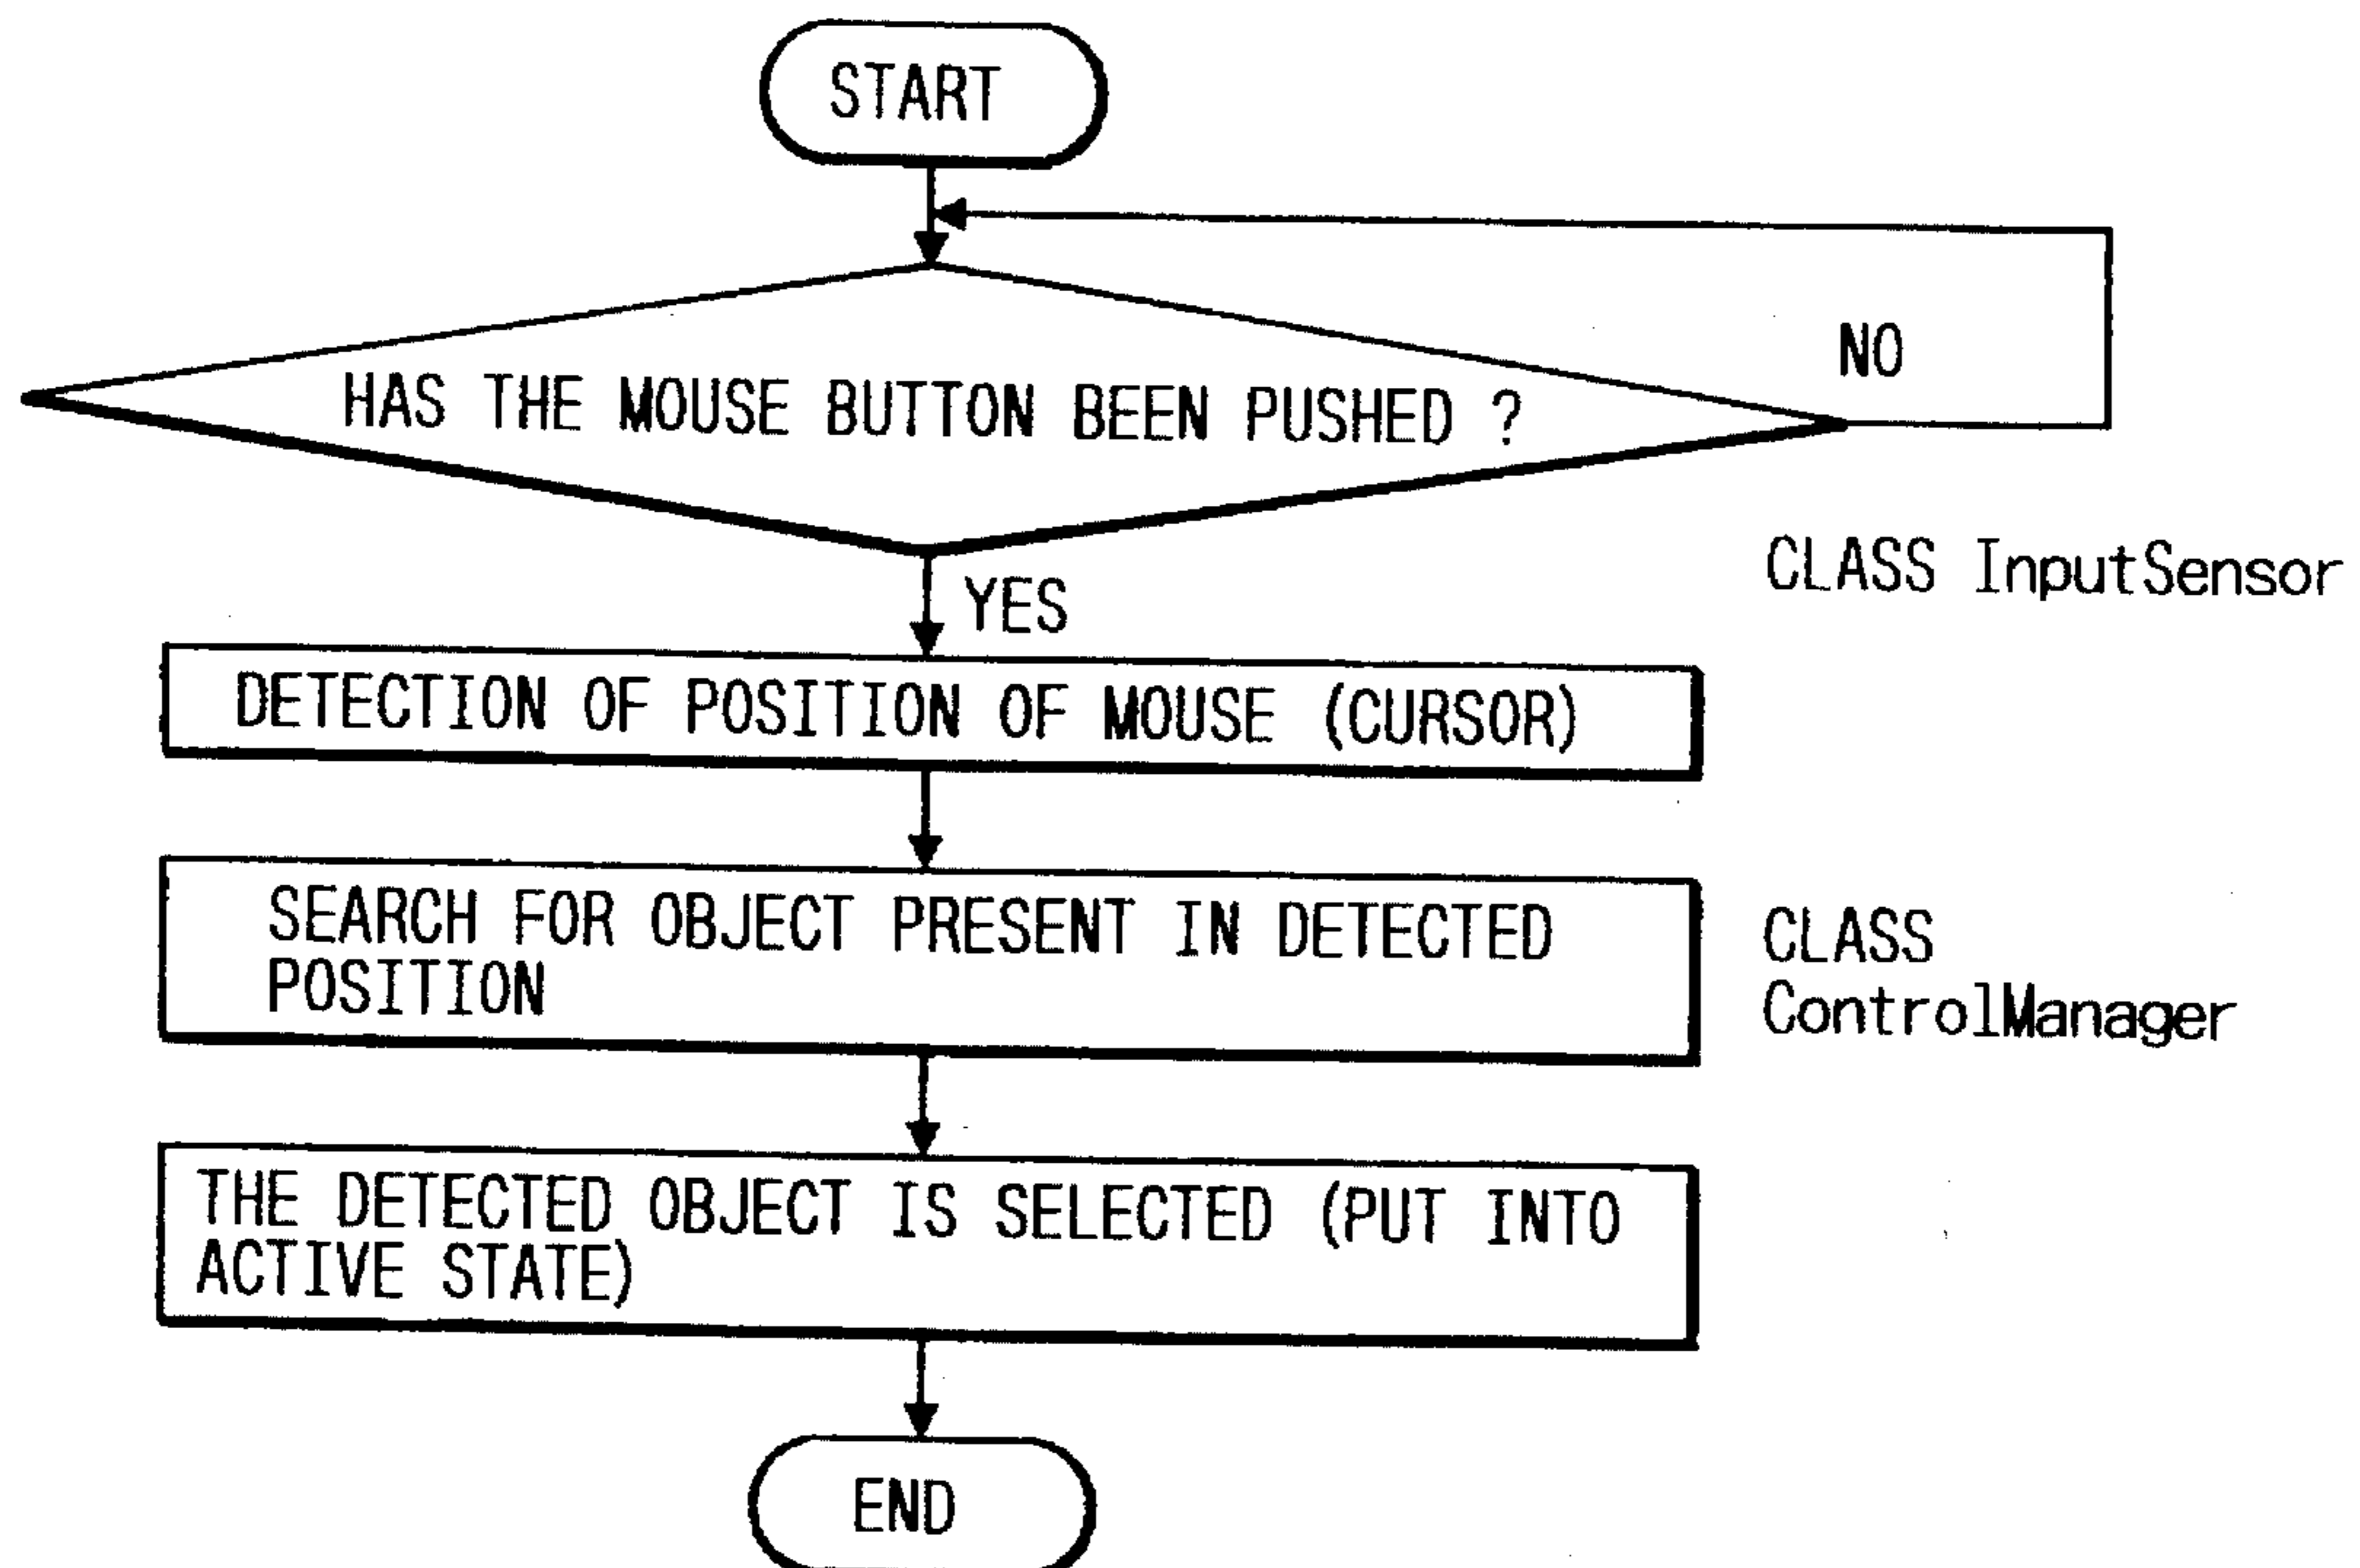 START
NO
HAS THE MOUSE BUTTON BEEN PUSHED ?
CLASS InputSensor
YES
DETECTION OF POSITION OF MOUSE (CURSOR)
SEARCH FOR OBJECT PRESENT IN DETECTED
POSITION
CLASS
ControlManager
THE DETECTED OBJECT IS SELECTED (PUT INTO
ACTIVE STATE)
END